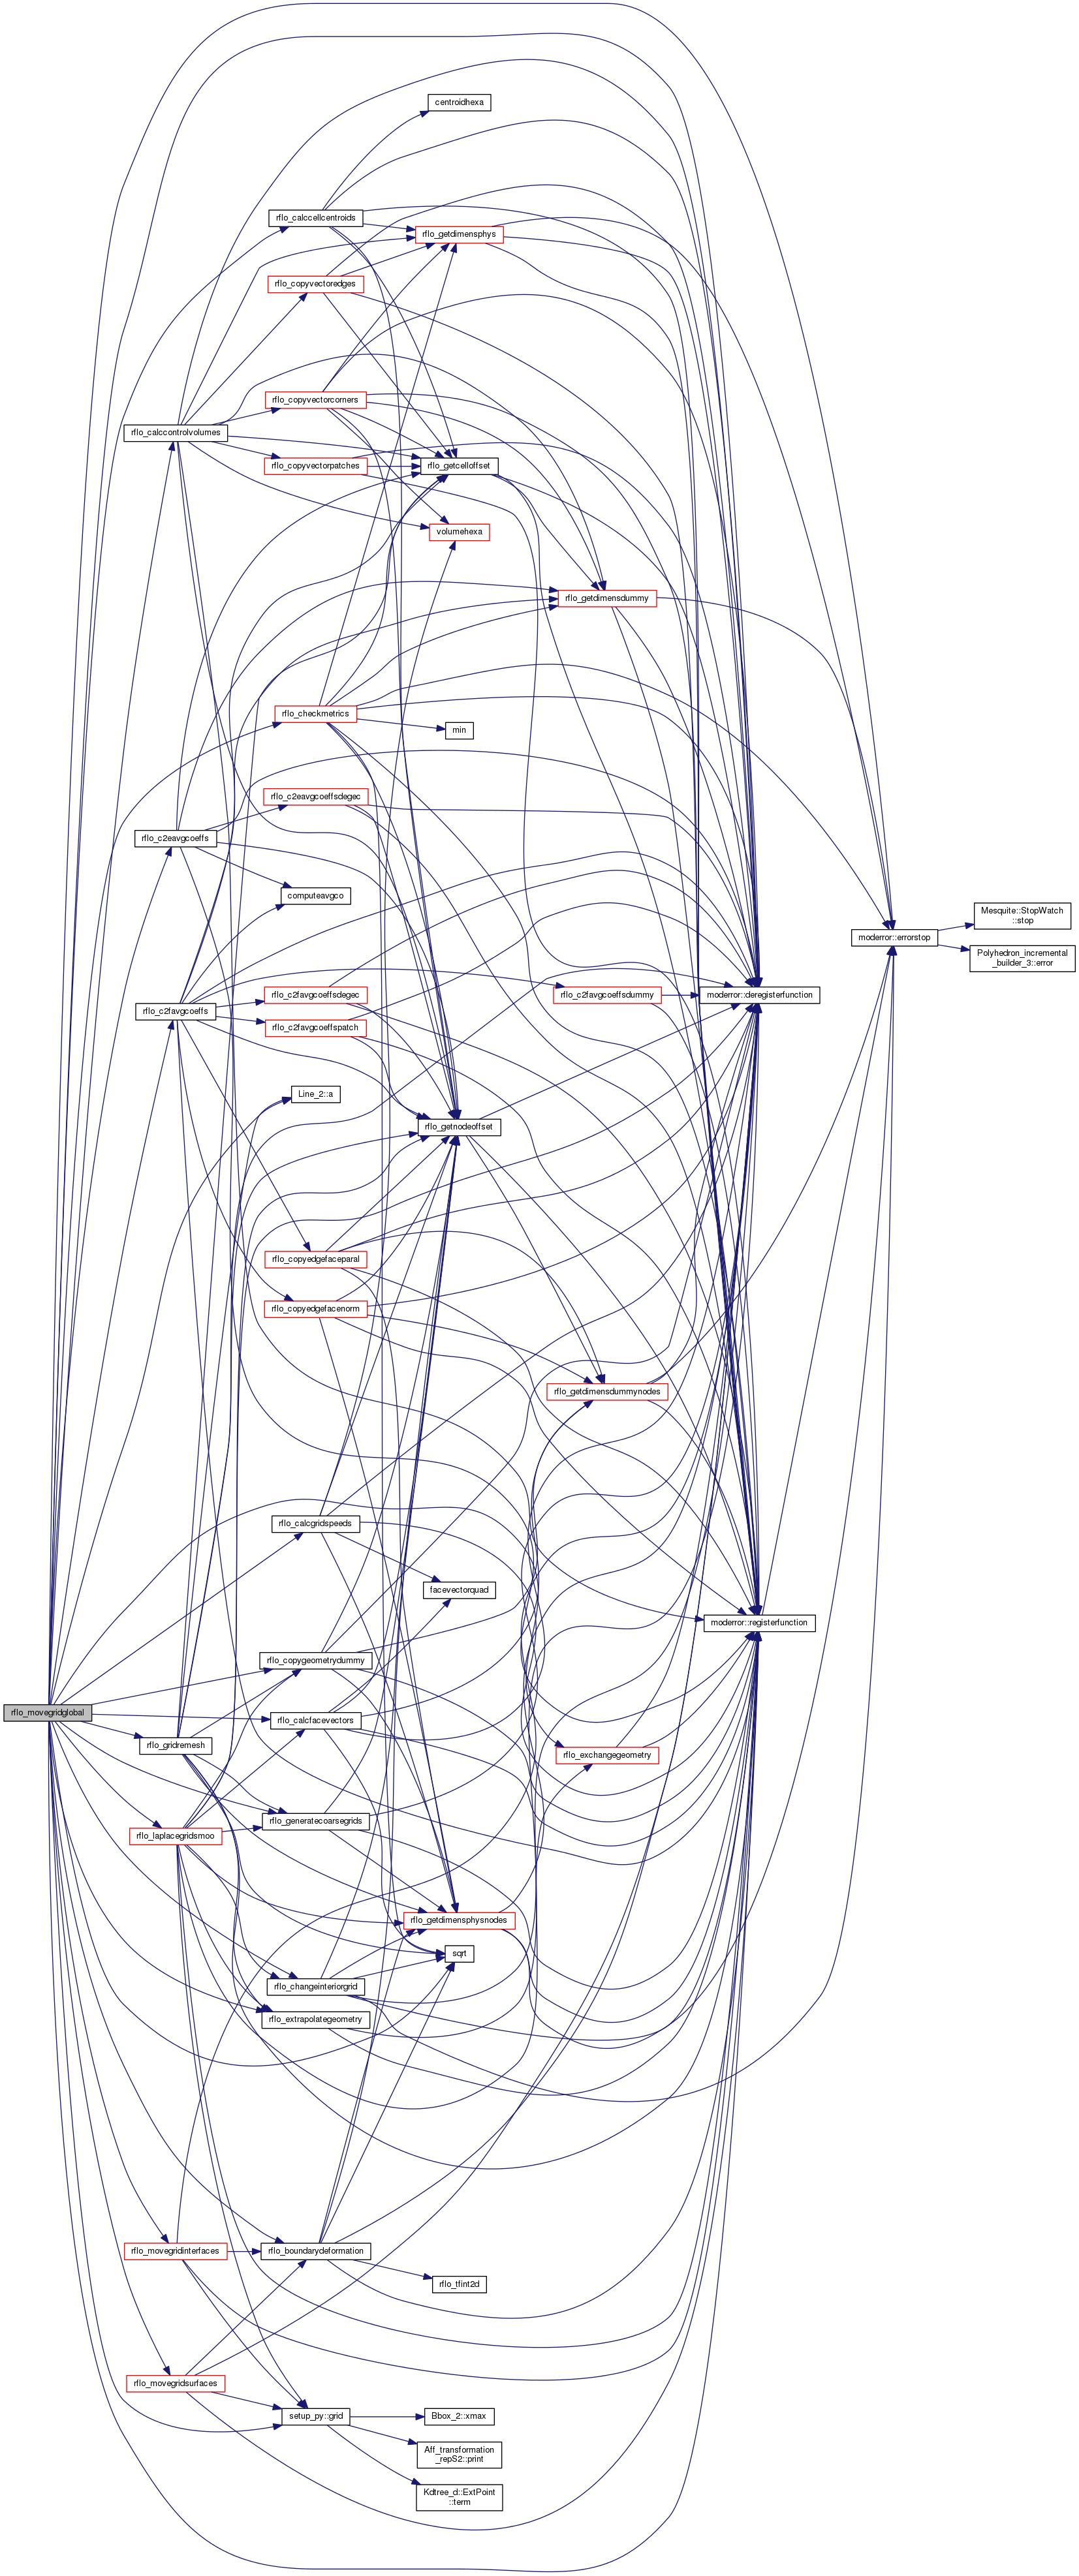 centroidhexa
rflo_calccellcentroids
rflo_getdimensphys
rflo_copyvectoredges
rflo_copyvectorcorners
rflo_calccontrolvolumes
rflo_copyvectorpatches
rflo_getcelloffset
volumehexa
rflo_getdimensdummy
rflo_checkmetrics
min
rflo_c2eavgcoeffsdegec
rflo_c2eavgcoeffs
computeavgco
Mesquite::StopWatch
::stop
moderror::errorstop
Polyhedron_incremental
_builder_3::error
rflo_c2favgcoeffsdegec
rflo_c2favgcoeffsdummy
moderror::deregisterfunction
rflo_c2favgcoeffs
rflo_c2favgcoeffspatch
Line_2::a
rflo_getnodeoffset
rflo_copyedgefaceparal
rflo_copyedgefacenorm
rflo_getdimensdummynodes
rflo_calcgridspeeds
facevectorquad
moderror::registerfunction
rflo_copygeometrydummy
rflo_movegridglobal
rflo_calcfacevectors
rflo_gridremesh
rflo_exchangegeometry
rflo_generatecoarsegrids
rflo_laplacegridsmoo
rflo_getdimensphysnodes
sqrt
rflo_changeinteriorgrid
rflo_extrapolategeometry
rflo_movegridinterfaces
rflo_boundarydeformation
rflo_tfint2d
rflo_movegridsurfaces
setup_py::grid
Bbox_2::xmax
Aff_transformation
_repS2::print
Kdtree_d::ExtPoint
::term